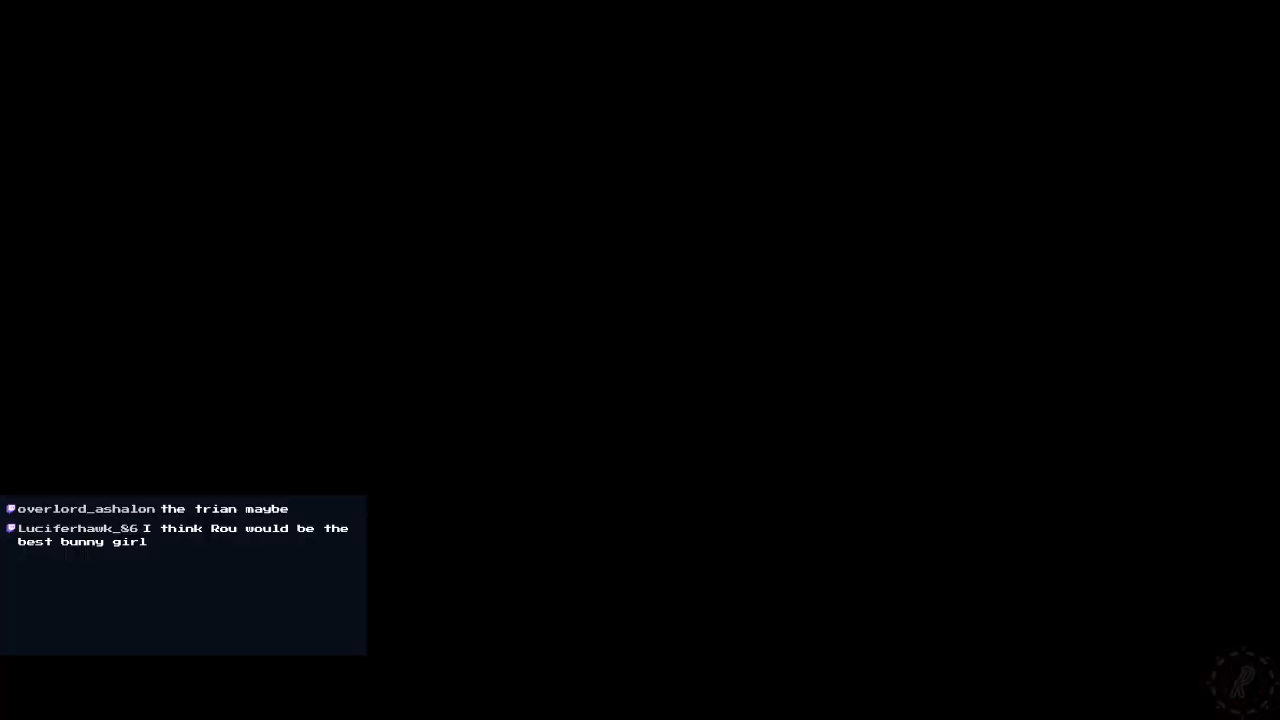 overlord_ashalon the trian maybe
Luciferhawk_86 I think Rou would be the
best bunny girl
R